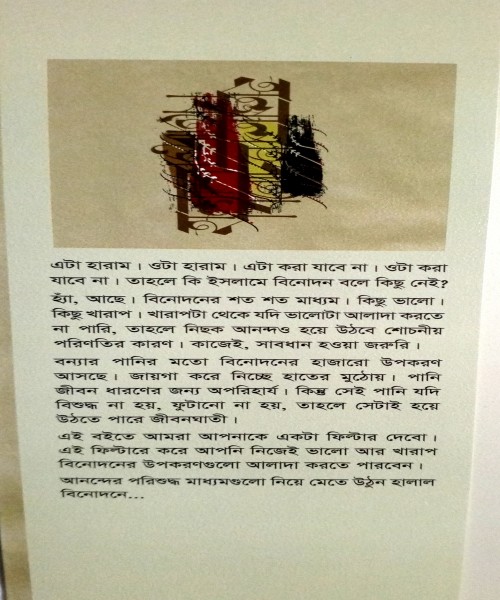 এটা হারাম। ওটা হারাম। এটা করা যাবে না। ওটা করা
যাবে না। তাহলে কি ইসলামে বিনোদন বলে কিছু নেই?
হ্যাঁ, আছে। বিনোদনের শত শত মাধ্যম। কিছু ভালো।
কিছু খারাপ। খারাপটা থেকে যদি ভালোটা আলাদা করতে
না পারি, তাহলে নিছক আনন্দও হয়ে উঠবে শোচনীয়
পরিণতির কারণ। কাজেই, সাবধান হওয়া জরুরি।
বন্যার পানির মতো বিনোদনের হাজারো উপকরণ
আসছে। জায়গা করে নিচ্ছে হাতের মুঠোয়। পানি
জীবন ধারণের জন্য অপরিহার্য। কিন্তু সেই পানি যদি
বিশুদ্ধ না হয়, ফুটানো না হয়, তাহলে সেটাই হয়ে
উঠতে পারে জীবনঘাতী।
এই বইতে আমরা আপনাকে একটা ফিল্টার দেবো।
এই ফিল্টারে করে আপনি নিজেই ভালো আর খারাপ
বিনোদনের উপকরণগুলো আলাদা করতে পারবেন।
আনন্দের পরিশুদ্ধ মাধ্যমগুলো নিয়ে মেতে উঠুন হালাল
বিনোদনে...